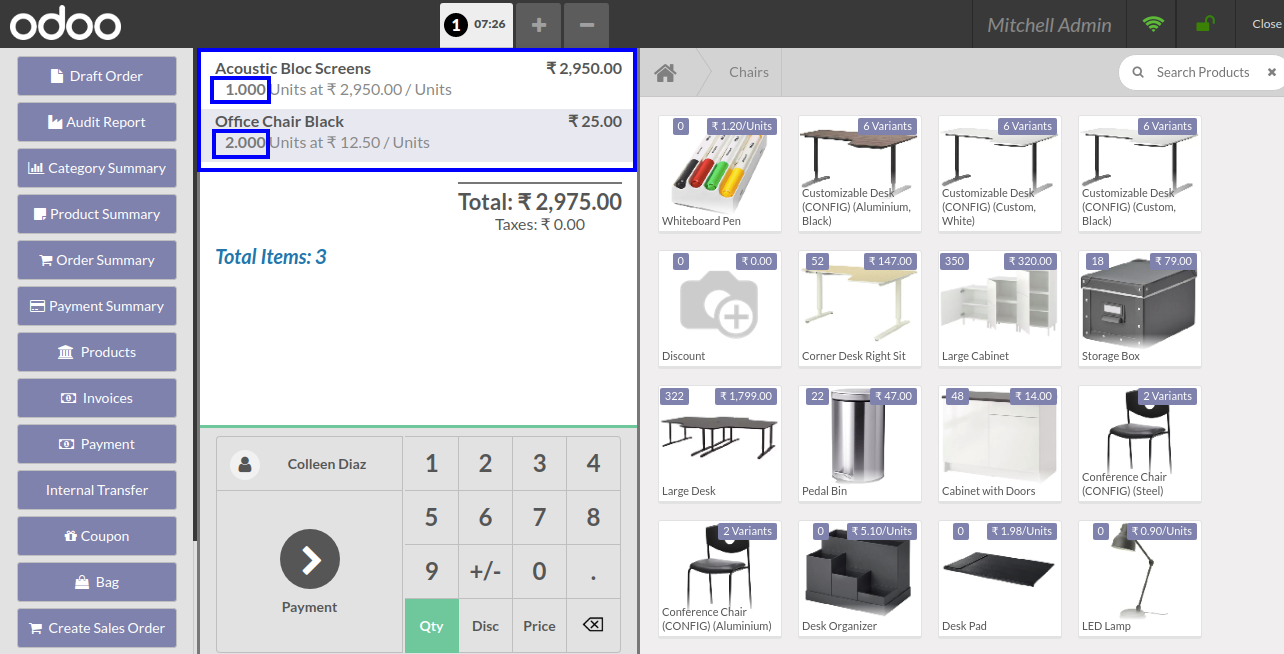 odoo
1 07:26 + −
Mitchell Admin
Close
Draft Order
Audit Report
Category Summary
Product Summary
Order Summary
Payment Summary
Products
Invoices
Payment
Internal Transfer
Coupon
Bag
Create Sales Order
Acoustic Bloc Screens ₹ 2,950.00
1.000 Units at ₹ 2,950.00 / Units
Office Chair Black ₹ 25.00
2.000 Units at ₹ 12.50 / Units
Total: ₹ 2,975.00
Taxes: ₹ 0.00
Total Items: 3
Colleen Diaz
Payment
1 2 3 4
5 6 7 8
9 +/- 0 .
Qty Disc Price
Chairs
Search Products
0 ₹ 1.20/Units
Whiteboard Pen
6 Variants
Customizable Desk
(CONFIG) (Aluminium,
Black)
6 Variants
Customizable Desk
(CONFIG) (Custom,
White)
6 Variants
Customizable Desk
(CONFIG) (Custom,
Black)
0 ₹ 0.00
Discount
52 ₹ 147.00
Corner Desk Right Sit
350 ₹ 320.00
Large Cabinet
18 ₹ 79.00
Storage Box
322 ₹ 1,799.00
Large Desk
22 ₹ 47.00
Pedal Bin
48 ₹ 14.00
Cabinet with Doors
2 Variants
Conference Chair
(CONFIG) (Steel)
2 Variants
Conference Chair
(CONFIG) (Aluminium)
0 ₹ 5.10/Units
Desk Organizer
0 ₹ 1.98/Units
Desk Pad
0 ₹ 0.90/Units
LED Lamp